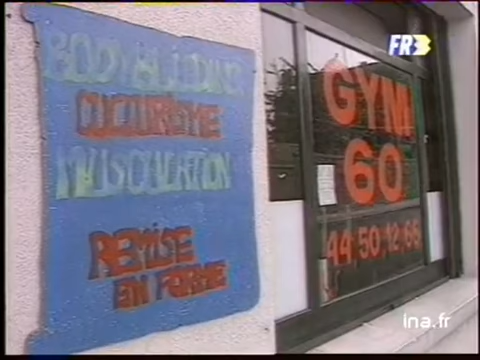 BODY BUILDING
CULTURISME
MUSCULATION
REMISE
EN FORME
FR3
GYM
60
44.50.12.66
ina.fr